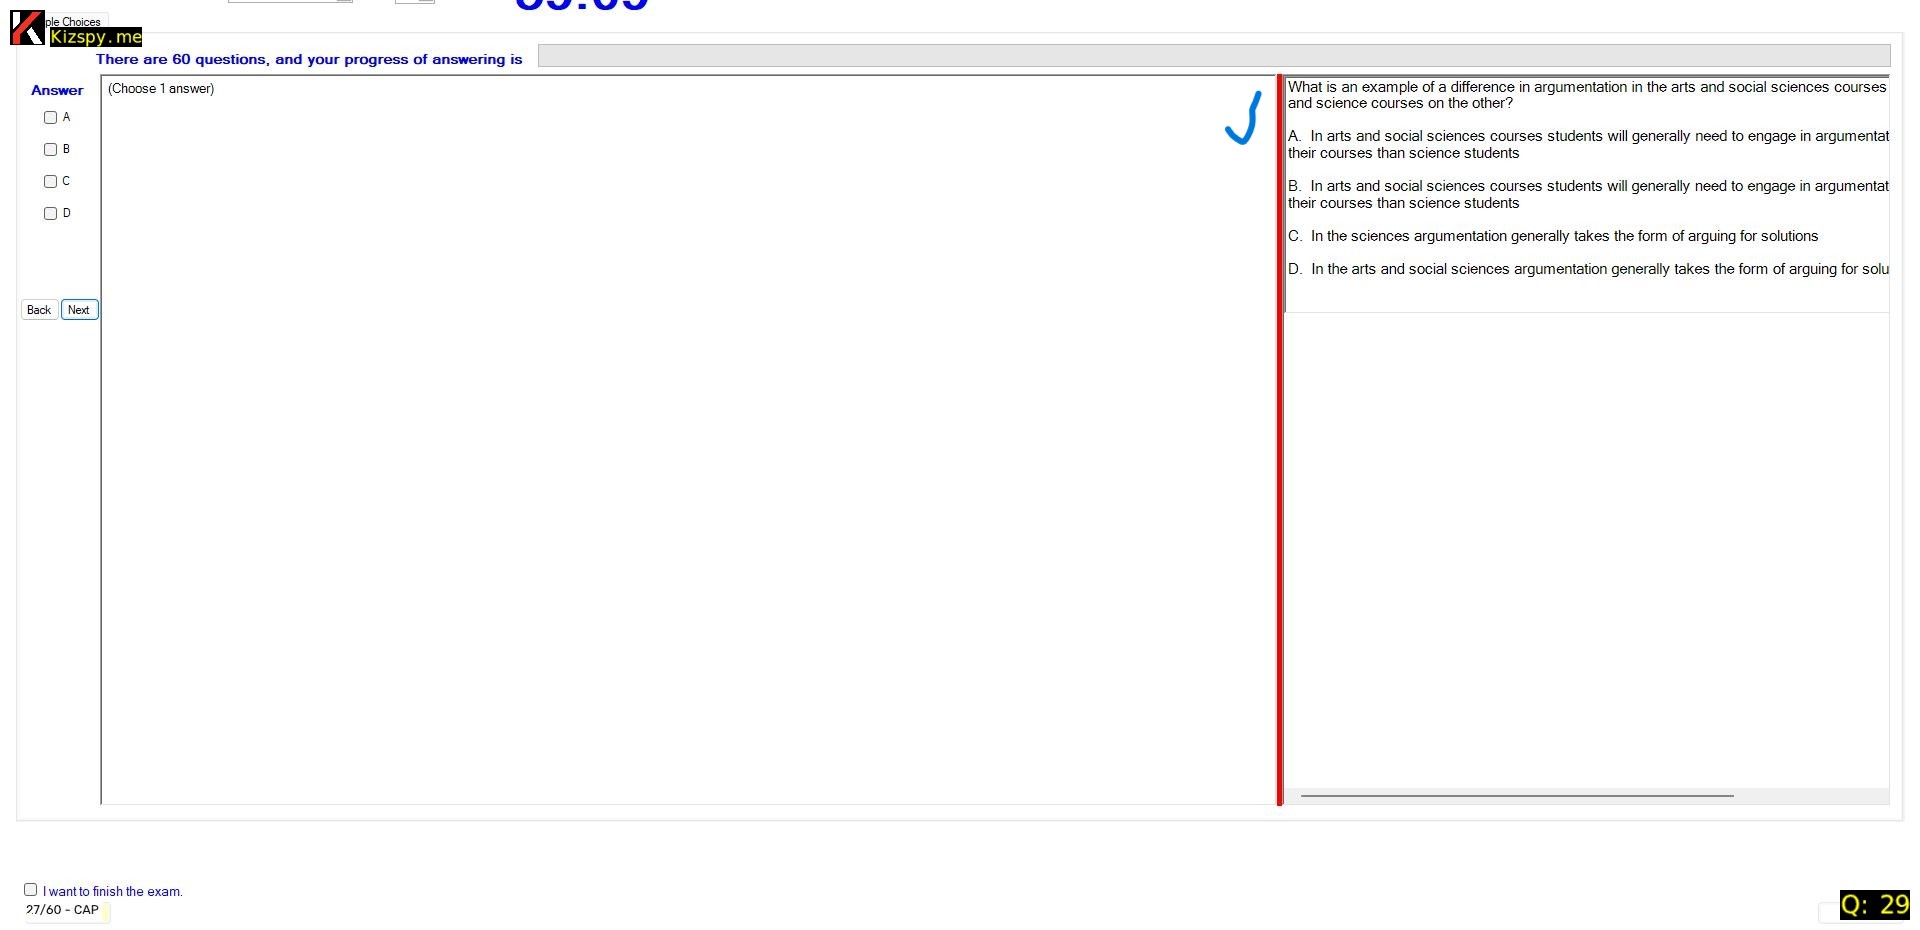 ple Choices
Kizspy.me
There are 60 questions, and your progress of answering is
Answer
(Choose 1 answer)
A
B
C
D
Back Next
What is an example of a difference in argumentation in the arts and social sciences courses
and science courses on the other?
A. In arts and social sciences courses students will generally need to engage in argumentat
their courses than science students
B. In arts and social sciences courses students will generally need to engage in argumentat
their courses than science students
C. In the sciences argumentation generally takes the form of arguing for solutions
D. In the arts and social sciences argumentation generally takes the form of arguing for solu
I want to finish the exam.
27/60 - CAP
Q: 29